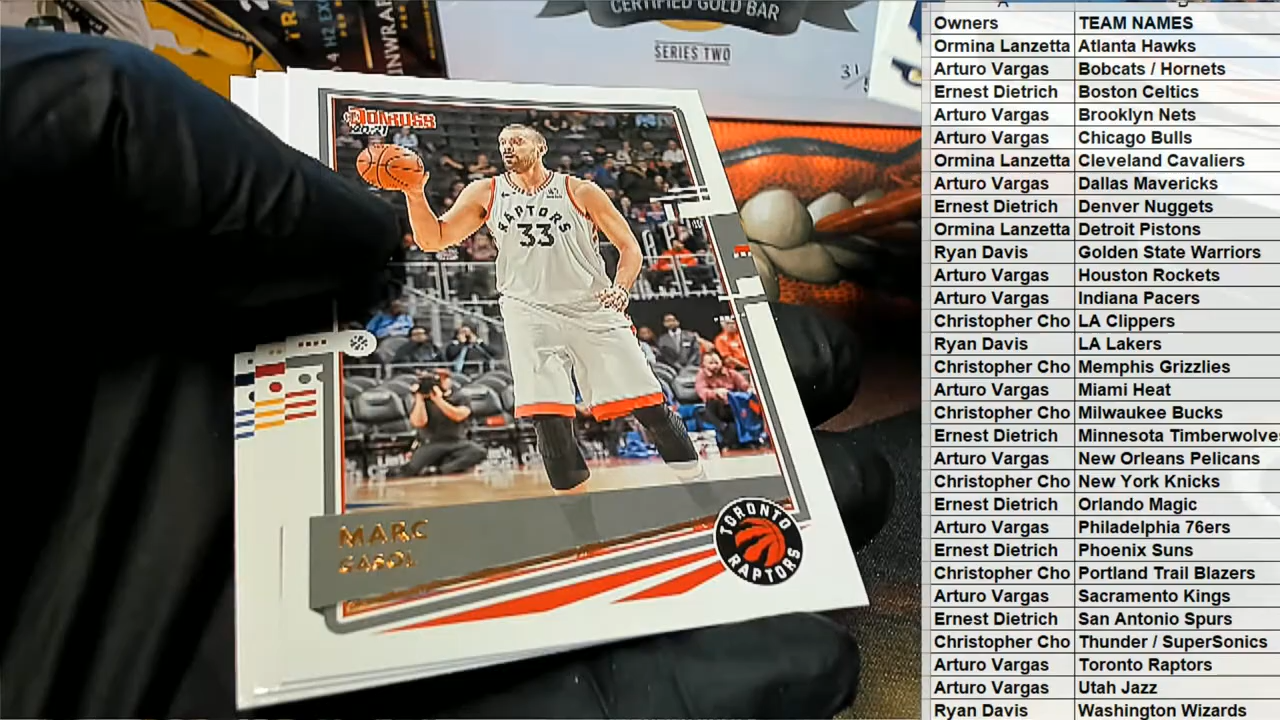 CERTIFIED GOLD BAR
SERIES TWO
31/
Donruss
2021
RAPTORS
33
MARC
GASOL
TORONTO
RAPTORS
Owners TEAM NAMES
Ormina Lanzetta Atlanta Hawks
Arturo Vargas Bobcats / Hornets
Ernest Dietrich Boston Celtics
Arturo Vargas Brooklyn Nets
Arturo Vargas Chicago Bulls
Ormina Lanzetta Cleveland Cavaliers
Arturo Vargas Dallas Mavericks
Ernest Dietrich Denver Nuggets
Ormina Lanzetta Detroit Pistons
Ryan Davis Golden State Warriors
Arturo Vargas Houston Rockets
Arturo Vargas Indiana Pacers
Christopher Cho LA Clippers
Ryan Davis LA Lakers
Christopher Cho Memphis Grizzlies
Arturo Vargas Miami Heat
Christopher Cho Milwaukee Bucks
Ernest Dietrich Minnesota Timberwolve
Arturo Vargas New Orleans Pelicans
Christopher Cho New York Knicks
Ernest Dietrich Orlando Magic
Arturo Vargas Philadelphia 76ers
Ernest Dietrich Phoenix Suns
Christopher Cho Portland Trail Blazers
Arturo Vargas Sacramento Kings
Ernest Dietrich San Antonio Spurs
Christopher Cho Thunder / SuperSonics
Arturo Vargas Toronto Raptors
Arturo Vargas Utah Jazz
Ryan Davis Washington Wizards